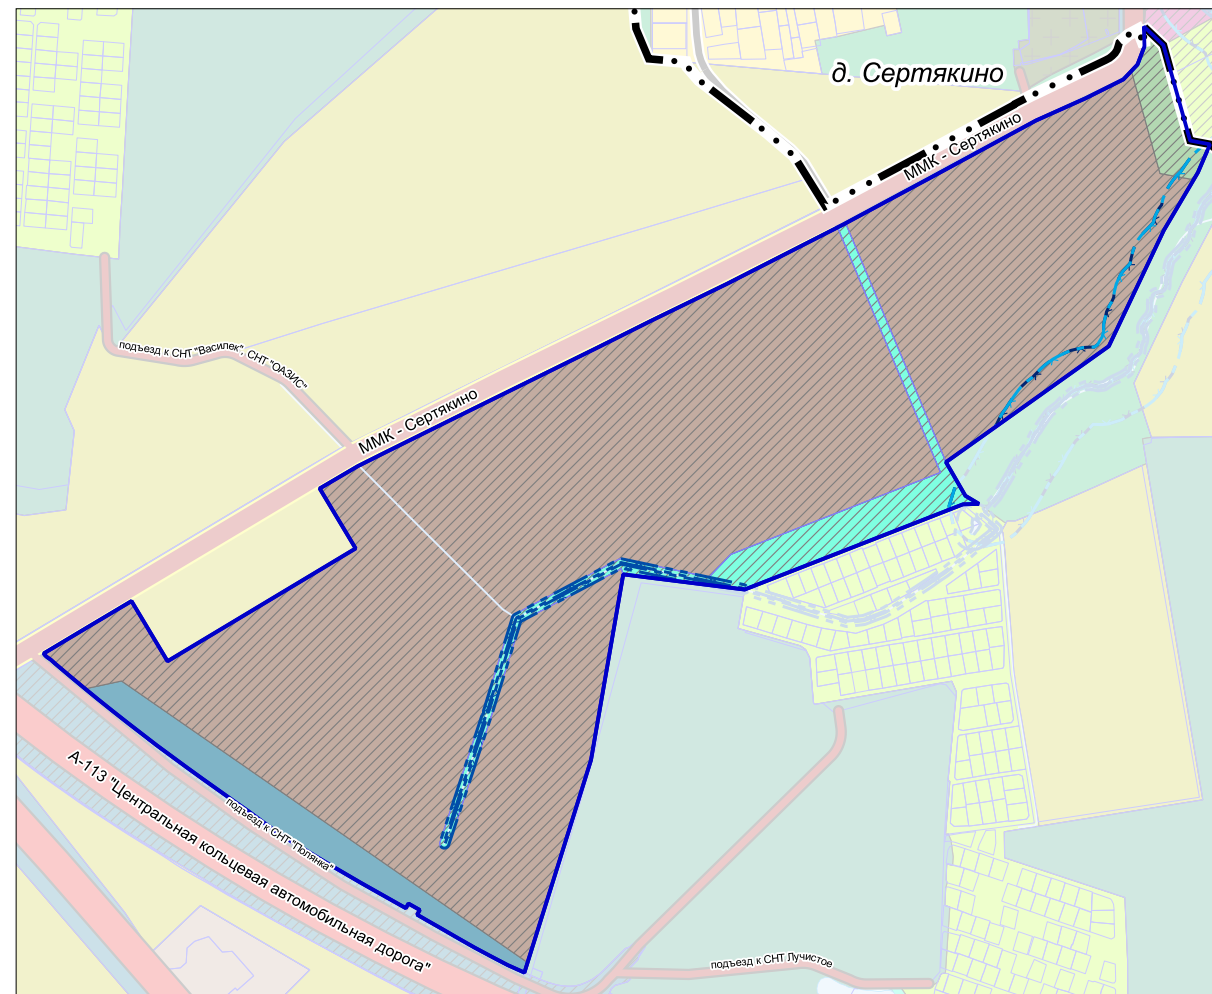 д. Сертякино
ММК - Сертякино
подъезд к СНТ "Василек", СНТ "ОАЗИС"
ММК - Сертякино
А-113 "Центральная кольцевая автомобильная дорога"
подъезд к СНТ "Полянка"
подъезд к СНТ Лучистое